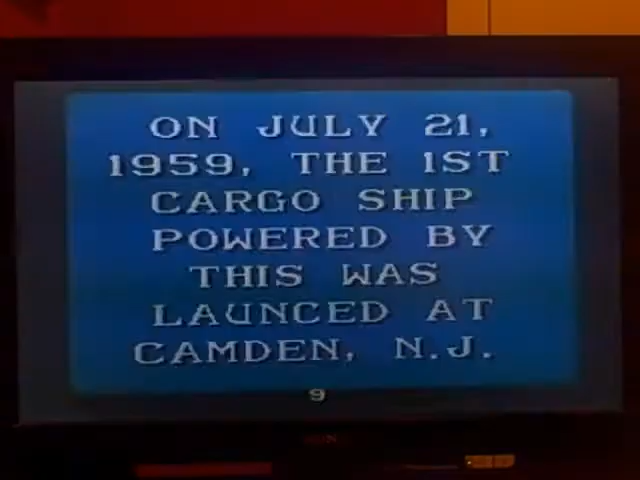 ON JULY 21,
1959, THE 1ST
CARGO SHIP
POWERED BY
THIS WAS
LAUNCED AT
CAMDEN, N.J.
9